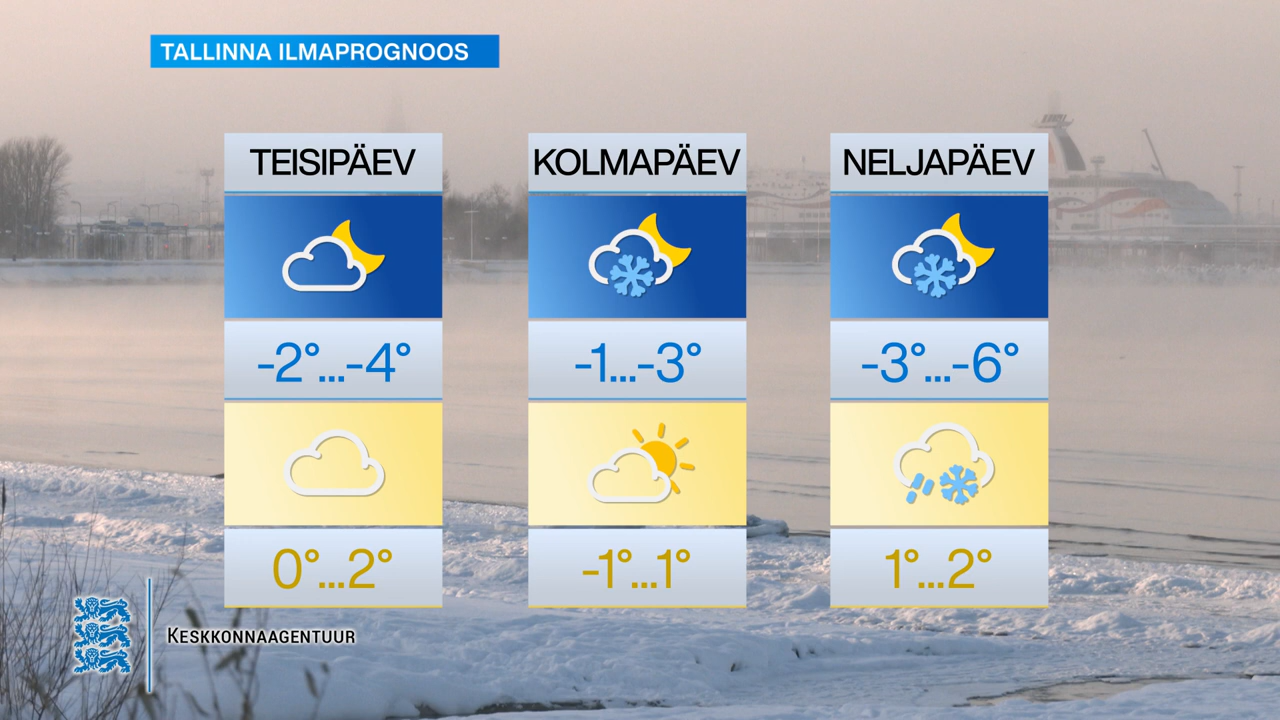 TALLINNA ILMAPROGNOOS
TEISIPÄEV
KOLMAPÄEV
NELJAPÄEV
-2°...-4°
-1...-3°
-3°...-6°
0°...2°
-1°...1°
1°...2°
KESKKONNAAGENTUUR